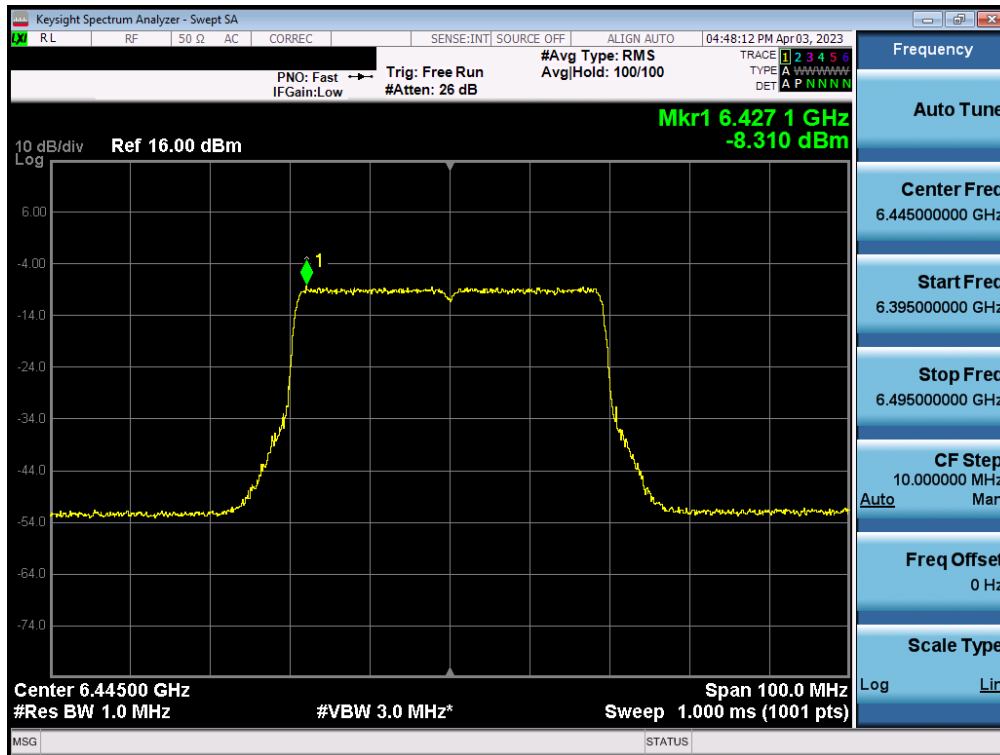 Keysight Spectrum Analyzer - Swept SA
LXI RL RF 50 Ω AC CORREC SENSE:INT SOURCE OFF ALIGN AUTO 04:48:12 PM Apr 03, 2023
PNO: Fast
IFGain:Low
Trig: Free Run
#Atten: 26 dB
#Avg Type: RMS
Avg|Hold: 100/100
TRACE 1 2 3 4 5 6
TYPE A WWWWW
DET A P N N N N
Mkr1 6.427 1 GHz
-8.310 dBm
10 dB/div Ref 16.00 dBm
Log
1
6.00
-4.00
-14.0
-24.0
-34.0
-44.0
-54.0
-64.0
-74.0
Center 6.44500 GHz Span 100.0 MHz
#Res BW 1.0 MHz #VBW 3.0 MHz* Sweep 1.000 ms (1001 pts)
MSG STATUS
Frequency
Auto Tune
Center Freq
6.445000000 GHz
Start Freq
6.395000000 GHz
Stop Freq
6.495000000 GHz
CF Step
10.000000 MHz
Auto Man
Freq Offset
0 Hz
Scale Type
Log Lin